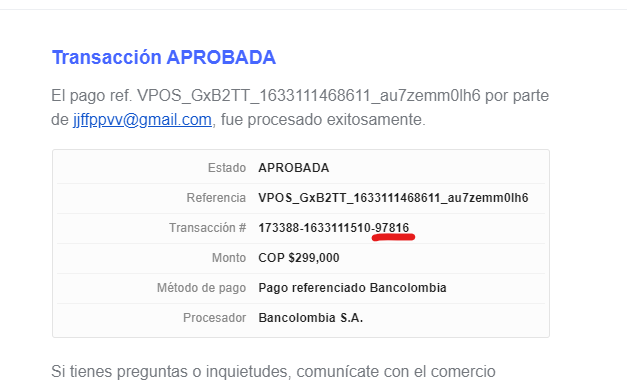 Transacción APROBADA
El pago ref. VPOS_GxB2TT_1633111468611_au7zemm0lh6 por parte
de jjffppvv@gmail.com, fue procesado exitosamente.
Estado APROBADA
Referencia VPOS_GxB2TT_1633111468611_au7zemm0lh6
Transacción # 173388-1633111510-97816
Monto COP $299,000
Método de pago Pago referenciado Bancolombia
Procesador Bancolombia S.A.
Si tienes preguntas o inquietudes, comunícate con el comercio